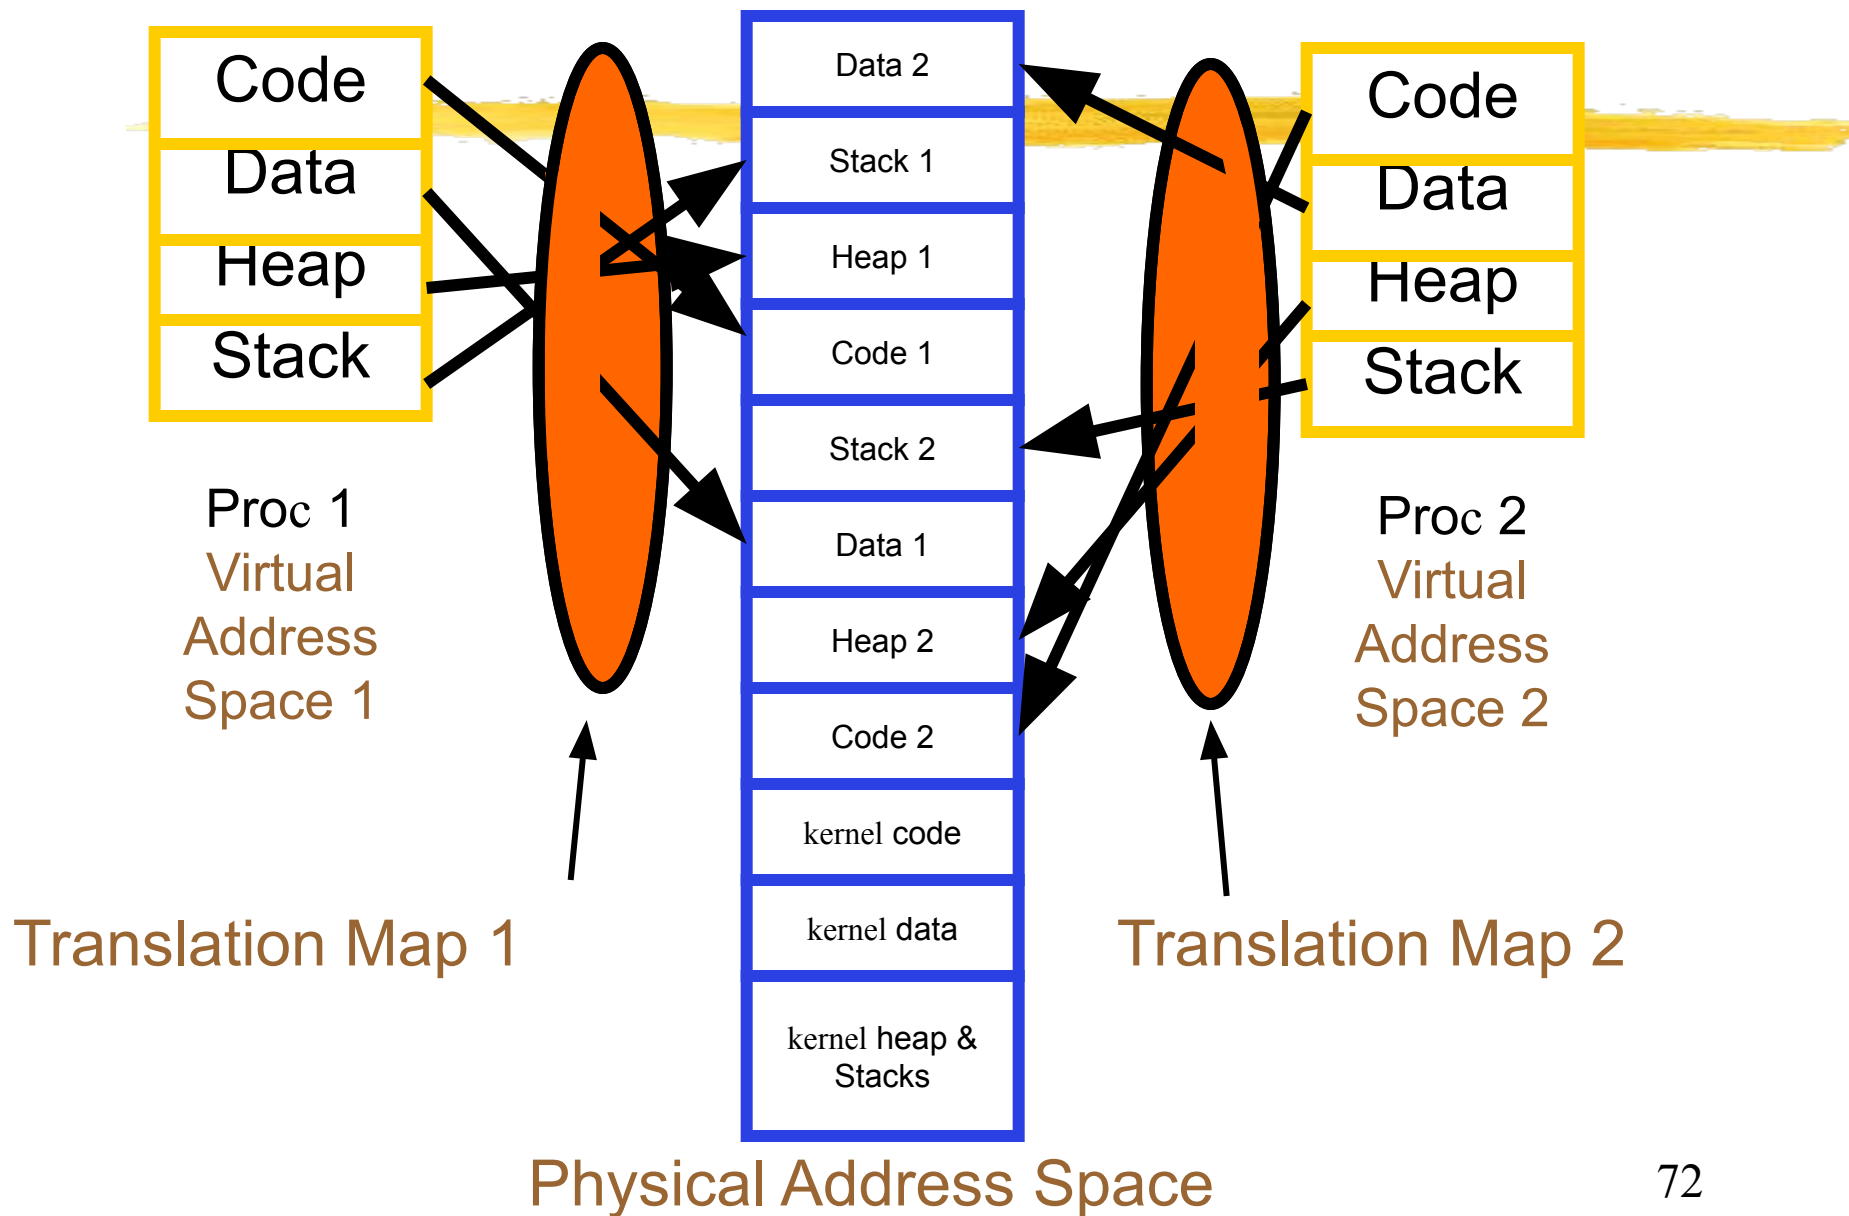 Code
Data
Heap
Stack
Proc 1
Virtual
Address
Space 1
Translation Map 1
Data 2
Stack 1
Heap 1
Code 1
Stack 2
Data 1
Heap 2
Code 2
kernel code
kernel data
kernel heap &
Stacks
Physical Address Space
Code
Data
Heap
Stack
Proc 2
Virtual
Address
Space 2
Translation Map 2
72